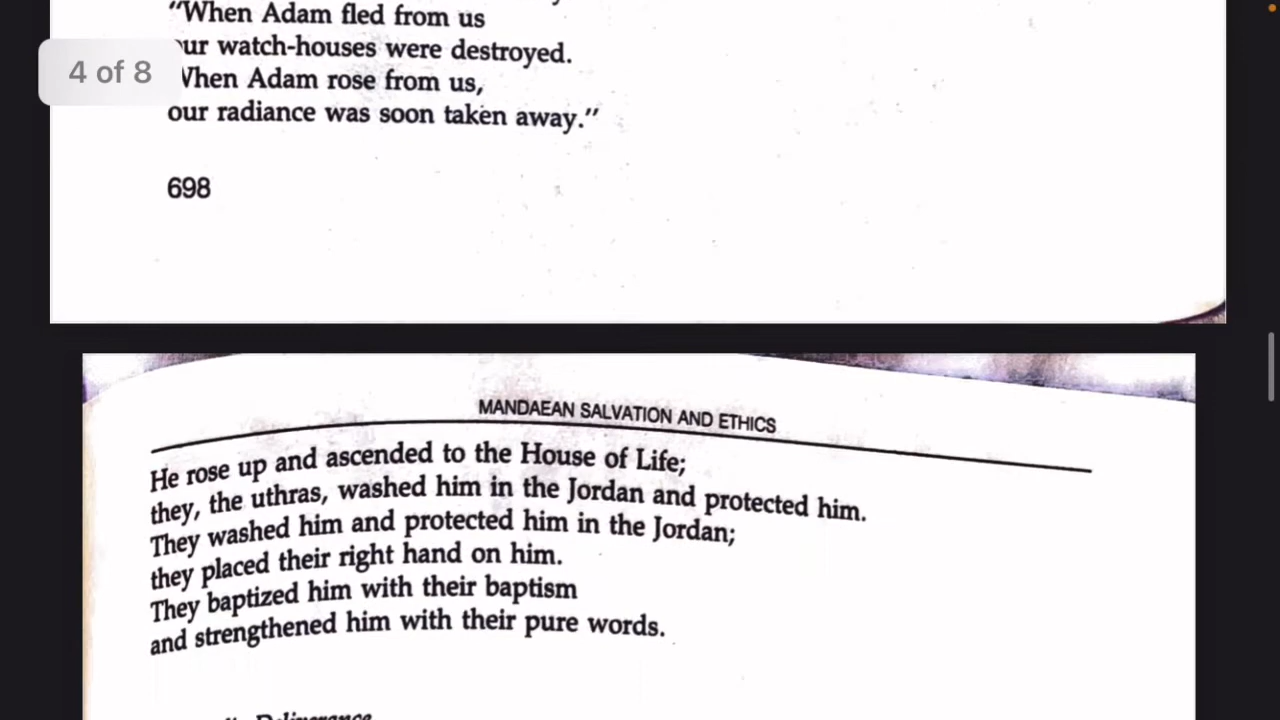 "When Adam fled from us
our watch-houses were destroyed.
When Adam rose from us,
our radiance was soon taken away."
4 of 8
698
MANDAEAN SALVATION AND ETHICS
He rose up and ascended to the House of Life;
they, the uthras, washed him in the Jordan and protected him.
They washed him and protected him in the Jordan;
they placed their right hand on him.
They baptized him with their baptism
and strengthened him with their pure words.
Deliverance